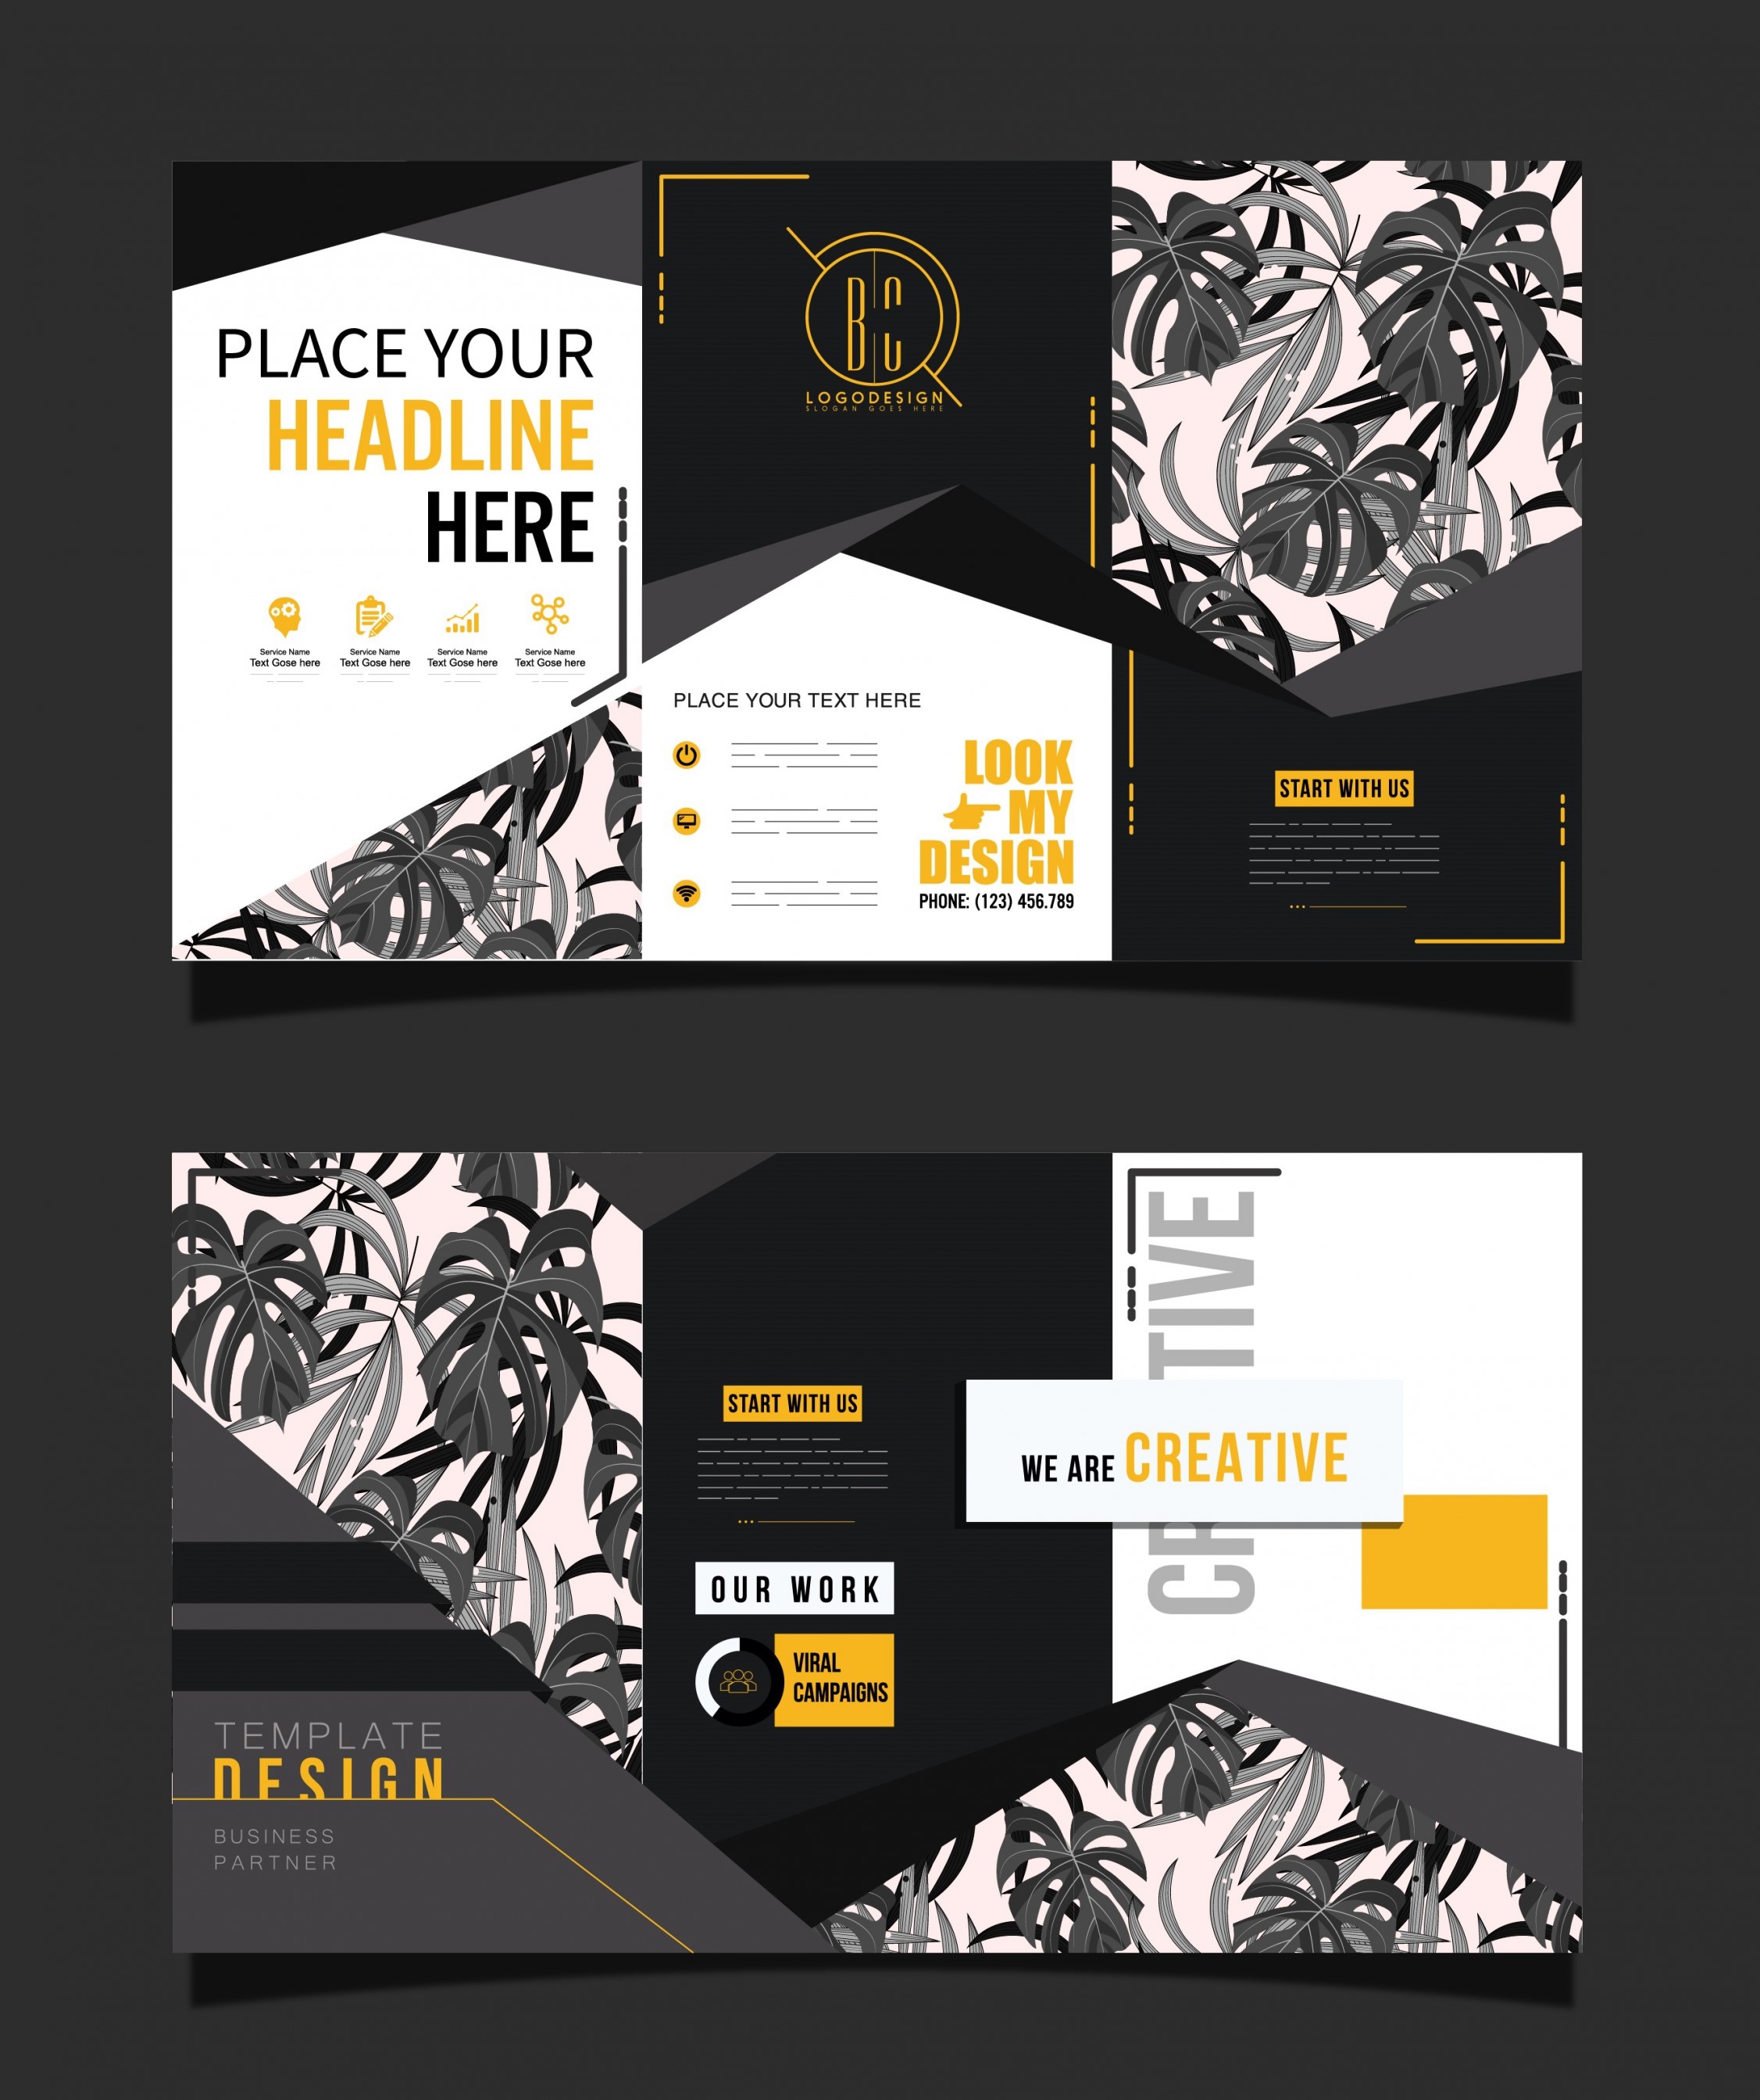 PLACE YOUR
HEADLINE
HERE
Service Name
Text Gose here
Service Name
Text Gose here
Service Name
Text Gose here
Service Name
Text Gose here
BC
LOGODESIGN
SLOGAN GOES HERE
PLACE YOUR TEXT HERE
LOOK
MY
DESIGN
PHONE: (123) 456.789
START WITH US
TEMPLATE
DESIGN
BUSINESS
PARTNER
START WITH US
OUR WORK
VIRAL
CAMPAIGNS
WE ARE CREATIVE
CREATIVE